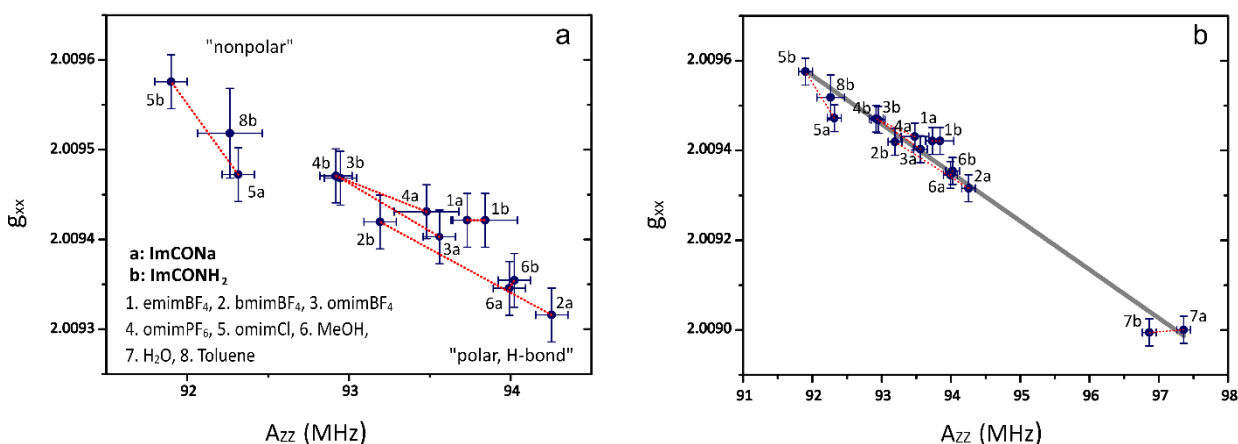 a
"nonpolar"
2.0096
2.0095
2.0094
2.0093
g_xx
5b
8b
5a
4b
3b
4a
1a
1b
2b
3a
6b
6a
2a
a: ImCONa
b: ImCONH₂
1. emimBF₄, 2. bmimBF₄, 3. omimBF₄
4. omimPF₆, 5. omimCl, 6. MeOH,
7. H₂O, 8. Toluene
"polar, H-bond"
92
93
94
A_ZZ (MHz)
b
2.0096
2.0094
2.0092
2.0090
g_xx
5b
8b
5a
4b
3b
4a
1a
1b
2b
3a
6b
6a
2a
7b
7a
91
92
93
94
95
96
97
98
A_ZZ (MHz)